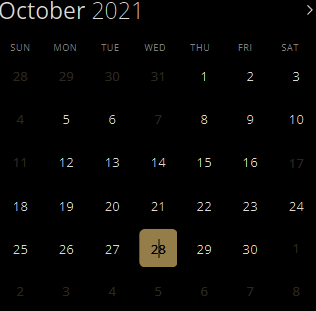 October 2021
SUN MON TUE WED THU FRI SAT
28 29 30 31 1 2 3
4 5 6 7 8 9 10
11 12 13 14 15 16 17
18 19 20 21 22 23 24
25 26 27 28 29 30 1
2 3 4 5 6 7 8